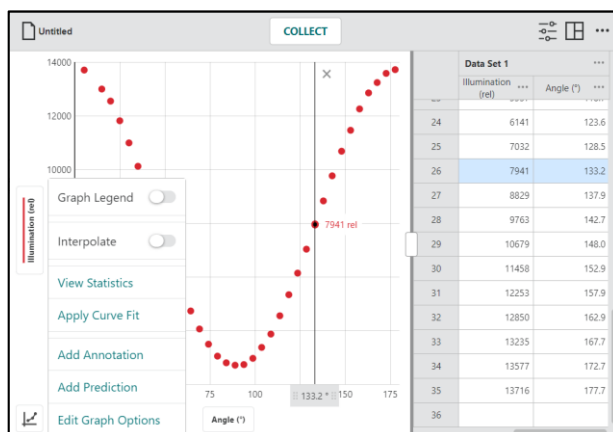 Untitled
COLLECT
...
14000
12000
10000
Illumination (rel)
Graph Legend
Interpolate
View Statistics
Apply Curve Fit
Add Annotation
Add Prediction
Edit Graph Options
7941 rel
75 100 150 175
133.2 °
Angle (°)
Data Set 1 ...
Illumination (rel) ... Angle (°) ...
24 6141 123.6
25 7032 128.5
26 7941 133.2
27 8829 137.9
28 9763 142.7
29 10679 148.0
30 11458 152.9
31 12253 157.9
32 12850 162.9
33 13235 167.7
34 13577 172.7
35 13716 177.7
36